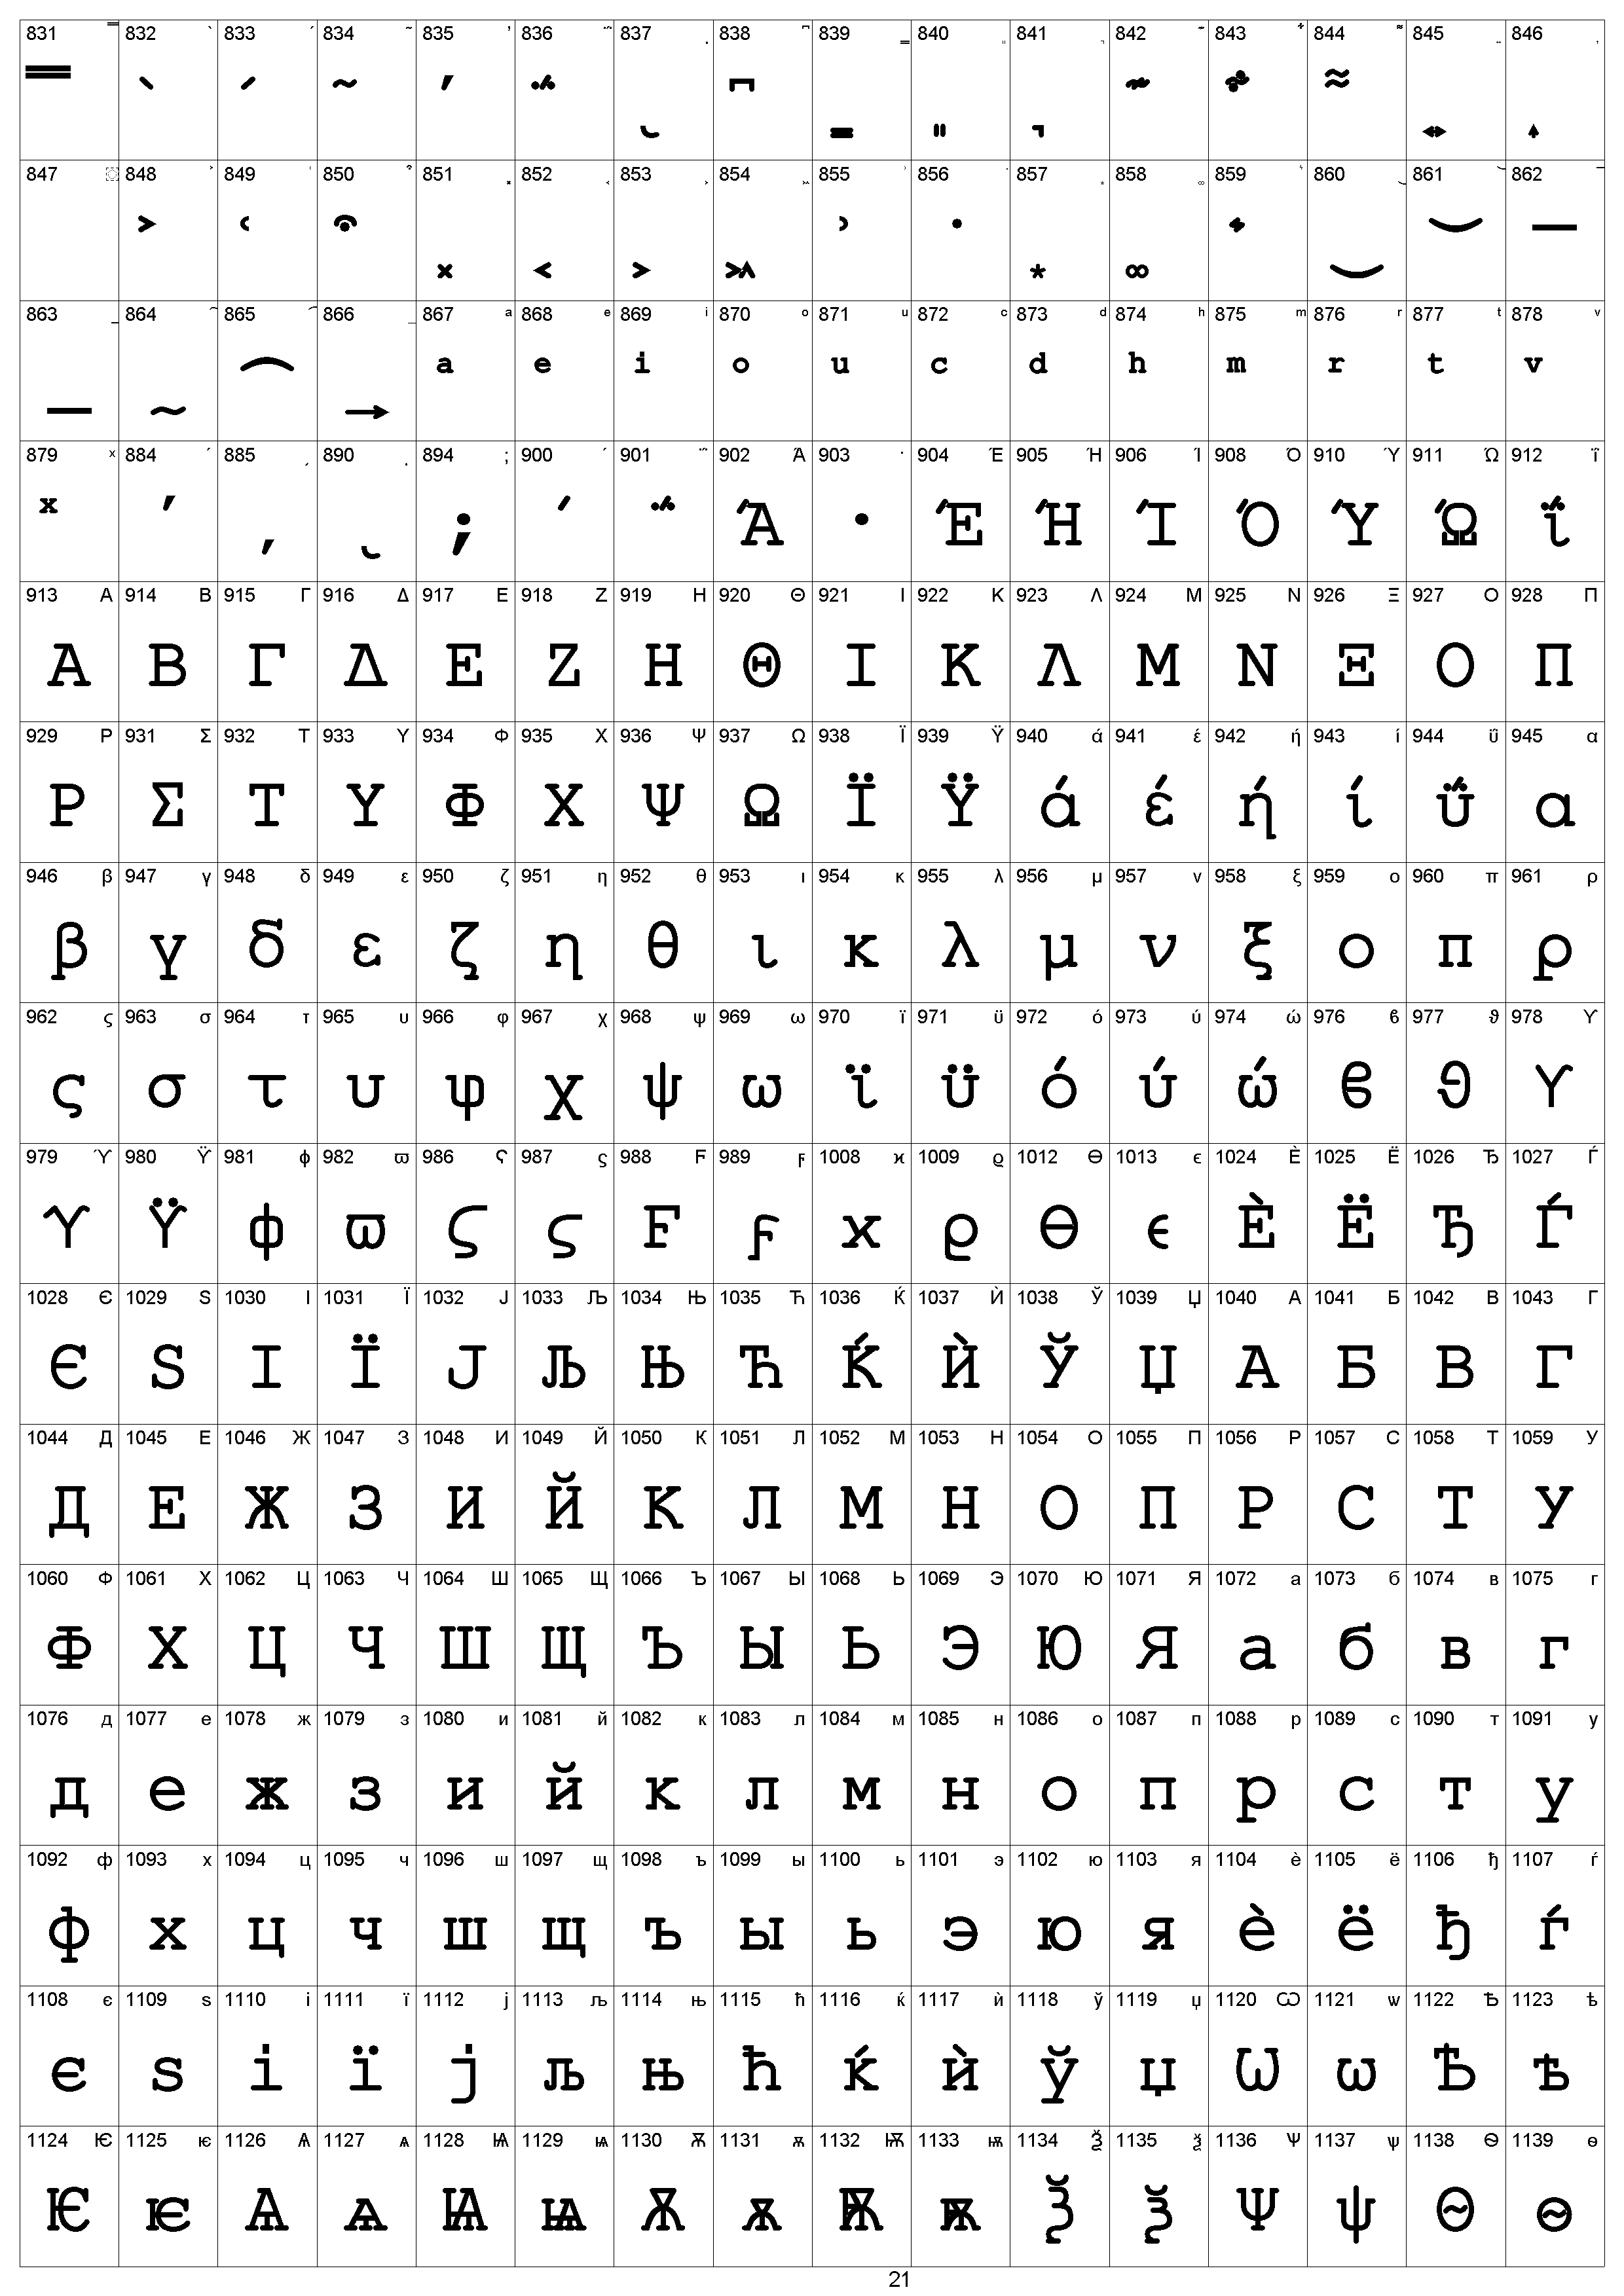 831 ̿ 832 ̀ 833 ́ 834 ͂ 835 ̓ 836 ̈́ 837 ͅ 838 ͆ 839 ͇ 840 ͈ 841 ͉ 842 ͊ 843 ͋ 844 ͌ 845 ͍ 846 ͎
̿ ̀ ́ ͂ ̓ ̈́ ͅ ͆ ͇ ͈ ͉ ͊ ͋ ͌ ͍ ͎
847 ͏ 848 ͐ 849 ͑ 850 ͒ 851 ͓ 852 ͔ 853 ͕ 854 ͖ 855 ͗ 856 ͘ 857 ͙ 858 ͚ 859 ͛ 860 ͜ 861 ͝ 862 ͞
͐ ͑ ͒ ͓ ͔ ͕ ͖ ͗ ͘ ͙ ͚ ͛ ͜ ͝ ͞
863 ͟ 864 ͠ 865 ͡ 866 ͢ 867 ͣ 868 ͤ 869 ͥ 870 ͦ 871 ͧ 872 ͨ 873 ͩ 874 ͪ 875 ͫ 876 ͬ 877 ͭ 878 ͮ
͟ ͠ ͡ ͢ ͣ ͤ ͥ ͦ ͧ ͨ ͩ ͪ ͫ ͬ ͭ ͮ
879 ͯ 884 ʹ 885 ͵ 890 ͺ 894 ; 900 ΄ 901 ΅ 902 Ά 903 · 904 Έ 905 Ή 906 Ί 908 Ό 910 Ύ 911 Ώ 912 ΐ
ͯ ʹ ͵ ͺ ; ΄ ΅ Ά · Έ Ή Ί Ό Ύ Ώ ΐ
913 Α 914 Β 915 Γ 916 Δ 917 Ε 918 Ζ 919 Η 920 Θ 921 Ι 922 Κ 923 Λ 924 Μ 925 Ν 926 Ξ 927 Ο 928 Π
Α Β Γ Δ Ε Ζ Η Θ Ι Κ Λ Μ Ν Ξ Ο Π
929 Ρ 931 Σ 932 Τ 933 Υ 934 Φ 935 Χ 936 Ψ 937 Ω 938 Ϊ 939 Ϋ 940 ά 941 έ 942 ή 943 ί 944 ΰ 945 α
Ρ Σ Τ Υ Φ Χ Ψ Ω Ϊ Ϋ ά έ ή ί ΰ α
946 β 947 γ 948 δ 949 ε 950 ζ 951 η 952 θ 953 ι 954 κ 955 λ 956 μ 957 ν 958 ξ 959 ο 960 π 961 ρ
β γ δ ε ζ η θ ι κ λ μ ν ξ ο π ρ
962 ς 963 σ 964 τ 965 υ 966 φ 967 χ 968 ψ 969 ω 970 ϊ 971 ϋ 972 ό 973 ύ 974 ώ 976 ϐ 977 ϑ 978 ϒ
ς σ τ υ φ χ ψ ω ϊ ϋ ό ύ ώ ϐ ϑ ϒ
979 ϓ 980 ϔ 981 ϕ 982 ϖ 986 Ϛ 987 ϛ 988 Ϝ 989 ϝ 1008 ϰ 1009 ϱ 1012 ϴ 1013 ϵ 1024 Ѐ 1025 Ё 1026 Ђ 1027 Ѓ
ϓ ϔ ϕ ϖ Ϛ ϛ Ϝ ϝ ϰ ϱ ϴ ϵ Ѐ Ё Ђ Ѓ
1028 Є 1029 Ѕ 1030 І 1031 Ї 1032 Ј 1033 Љ 1034 Њ 1035 Ћ 1036 Ќ 1037 Ѝ 1038 Ў 1039 Џ 1040 А 1041 Б 1042 В 1043 Г
Є Ѕ І Ї Ј Љ Њ Ћ Ќ Ѝ Ў Џ А Б В Г
1044 Д 1045 Е 1046 Ж 1047 З 1048 И 1049 Й 1050 К 1051 Л 1052 М 1053 Н 1054 О 1055 П 1056 Р 1057 С 1058 Т 1059 У
Д Е Ж З И Й К Л М Н О П Р С Т У
1060 Ф 1061 Х 1062 Ц 1063 Ч 1064 Ш 1065 Щ 1066 Ъ 1067 Ы 1068 Ь 1069 Э 1070 Ю 1071 Я 1072 а 1073 б 1074 в 1075 г
Ф Х Ц Ч Ш Щ Ъ Ы Ь Э Ю Я а б в г
1076 д 1077 е 1078 ж 1079 з 1080 и 1081 й 1082 к 1083 л 1084 м 1085 н 1086 о 1087 п 1088 р 1089 с 1090 т 1091 у
д е ж з и й к л м н о п р с т у
1092 ф 1093 х 1094 ц 1095 ч 1096 ш 1097 щ 1098 ъ 1099 ы 1100 ь 1101 э 1102 ю 1103 я 1104 ѐ 1105 ё 1106 ђ 1107 ѓ
ф х ц ч ш щ ъ ы ь э ю я ѐ ё ђ ѓ
1108 є 1109 ѕ 1110 і 1111 ї 1112 ј 1113 љ 1114 њ 1115 ћ 1116 ќ 1117 ѝ 1118 ў 1119 џ 1120 Ѡ 1121 ѡ 1122 Ѣ 1123 ѣ
є ѕ і ї ј љ њ ћ ќ ѝ ў џ Ѡ ѡ Ѣ ѣ
1124 Ѥ 1125 ѥ 1126 Ѧ 1127 ѧ 1128 Ѩ 1129 ѩ 1130 Ѫ 1131 ѫ 1132 Ѭ 1133 ѭ 1134 Ѯ 1135 ѯ 1136 Ѱ 1137 ѱ 1138 Ѳ 1139 ѳ
Ѥ ѥ Ѧ ѧ Ѩ ѩ Ѫ ѫ Ѭ ѭ Ѯ ѯ Ѱ ѱ Ѳ ѳ
21